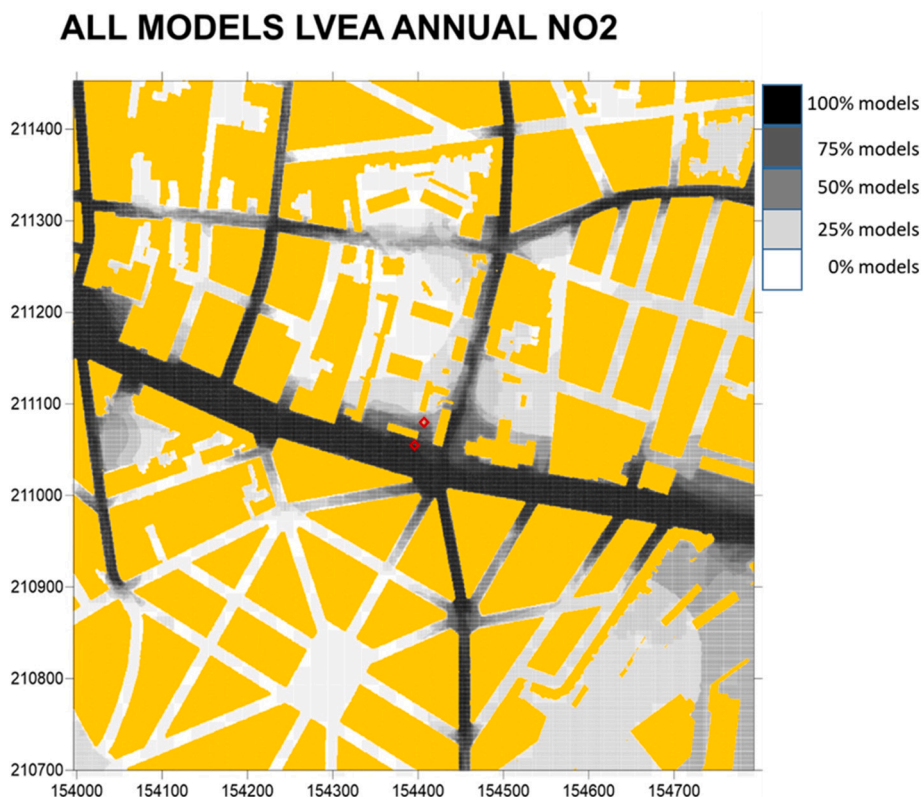 ALL MODELS LVEA ANNUAL NO2
100% models
75% models
50% models
25% models
0% models
211400
211300
211200
211100
211000
210900
210800
210700
154000 154100 154200 154300 154400 154500 154600 154700